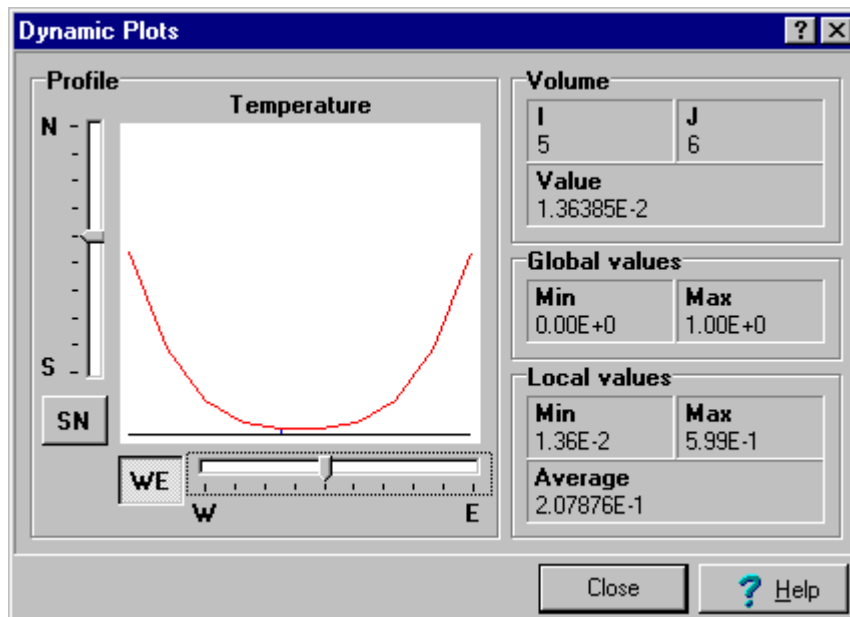 Dynamic Plots
Profile
Temperature
N
S
SN
WE
W
E
Volume
I
5
J
6
Value
1.36385E-2
Global values
Min
0.00E+0
Max
1.00E+0
Local values
Min
1.36E-2
Max
5.99E-1
Average
2.07876E-1
Close
Help